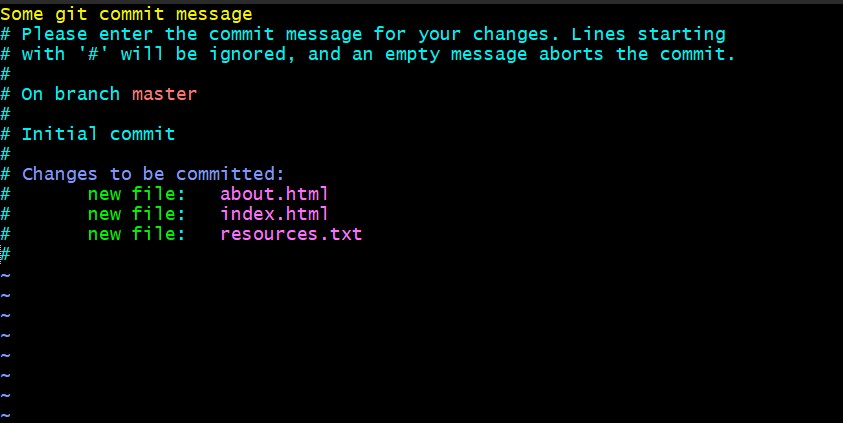 Some git commit message
# Please enter the commit message for your changes. Lines starting
# with '#' will be ignored, and an empty message aborts the commit.
#
# On branch master
#
# Initial commit
#
# Changes to be committed:
#       new file:   about.html
#       new file:   index.html
#       new file:   resources.txt
#
~
~
~
~
~
~
~
~